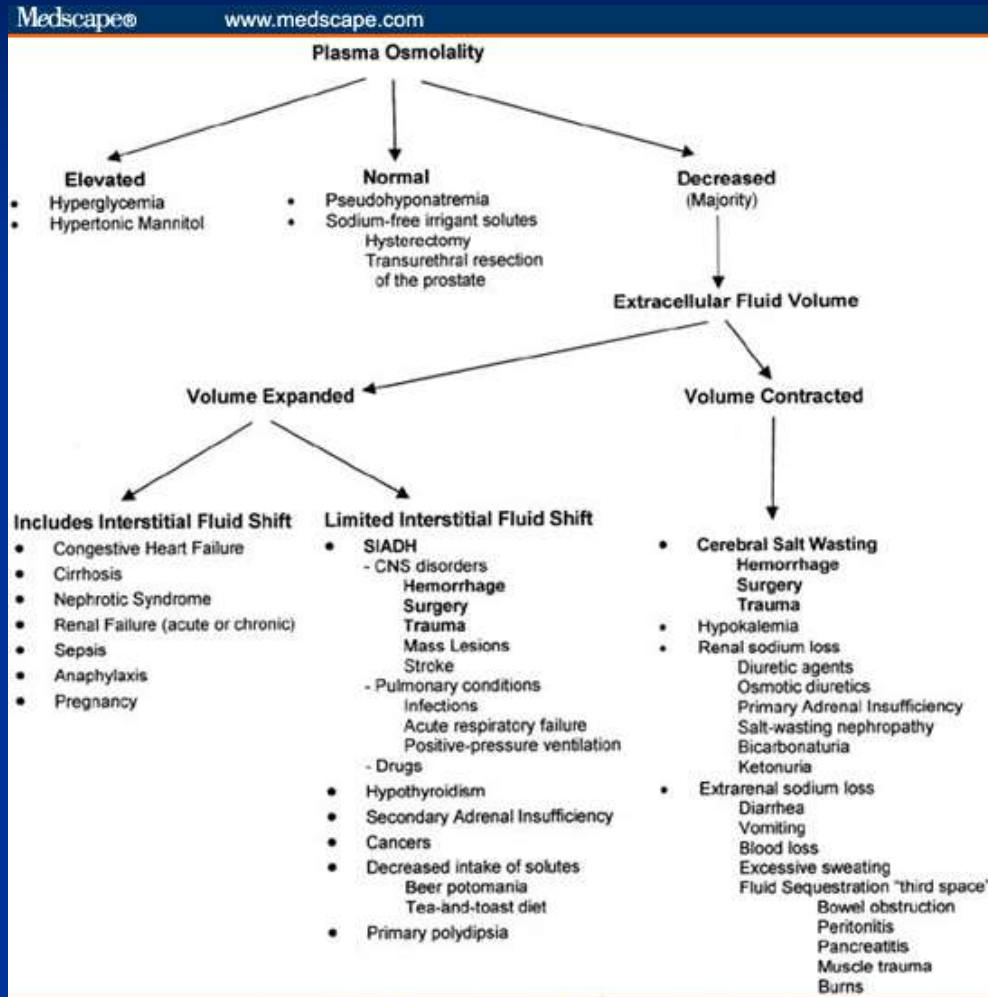 Medscape® www.medscape.com
Plasma Osmolality
Elevated
• Hyperglycemia
• Hypertonic Mannitol
Normal
• Pseudohyponatremia
• Sodium-free irrigant solutes
Hysterectomy
Transurethral resection
of the prostate
Decreased
(Majority)
Extracellular Fluid Volume
Volume Expanded
Volume Contracted
Includes Interstitial Fluid Shift
• Congestive Heart Failure
• Cirrhosis
• Nephrotic Syndrome
• Renal Failure (acute or chronic)
• Sepsis
• Anaphylaxis
• Pregnancy
Limited Interstitial Fluid Shift
• SIADH
- CNS disorders
Hemorrhage
Surgery
Trauma
Mass Lesions
Stroke
- Pulmonary conditions
Infections
Acute respiratory failure
Positive-pressure ventilation
- Drugs
• Hypothyroidism
• Secondary Adrenal Insufficiency
• Cancers
• Decreased intake of solutes
Beer potomania
Tea-and-toast diet
• Primary polydipsia
• Cerebral Salt Wasting
Hemorrhage
Surgery
Trauma
• Hypokalemia
• Renal sodium loss
Diuretic agents
Osmotic diuretics
Primary Adrenal Insufficiency
Salt-wasting nephropathy
Bicarbonaturia
Ketonuria
• Extrarenal sodium loss
Diarrhea
Vomiting
Blood loss
Excessive sweating
Fluid Sequestration "third space"
Bowel obstruction
Peritonitis
Pancreatitis
Muscle trauma
Burns